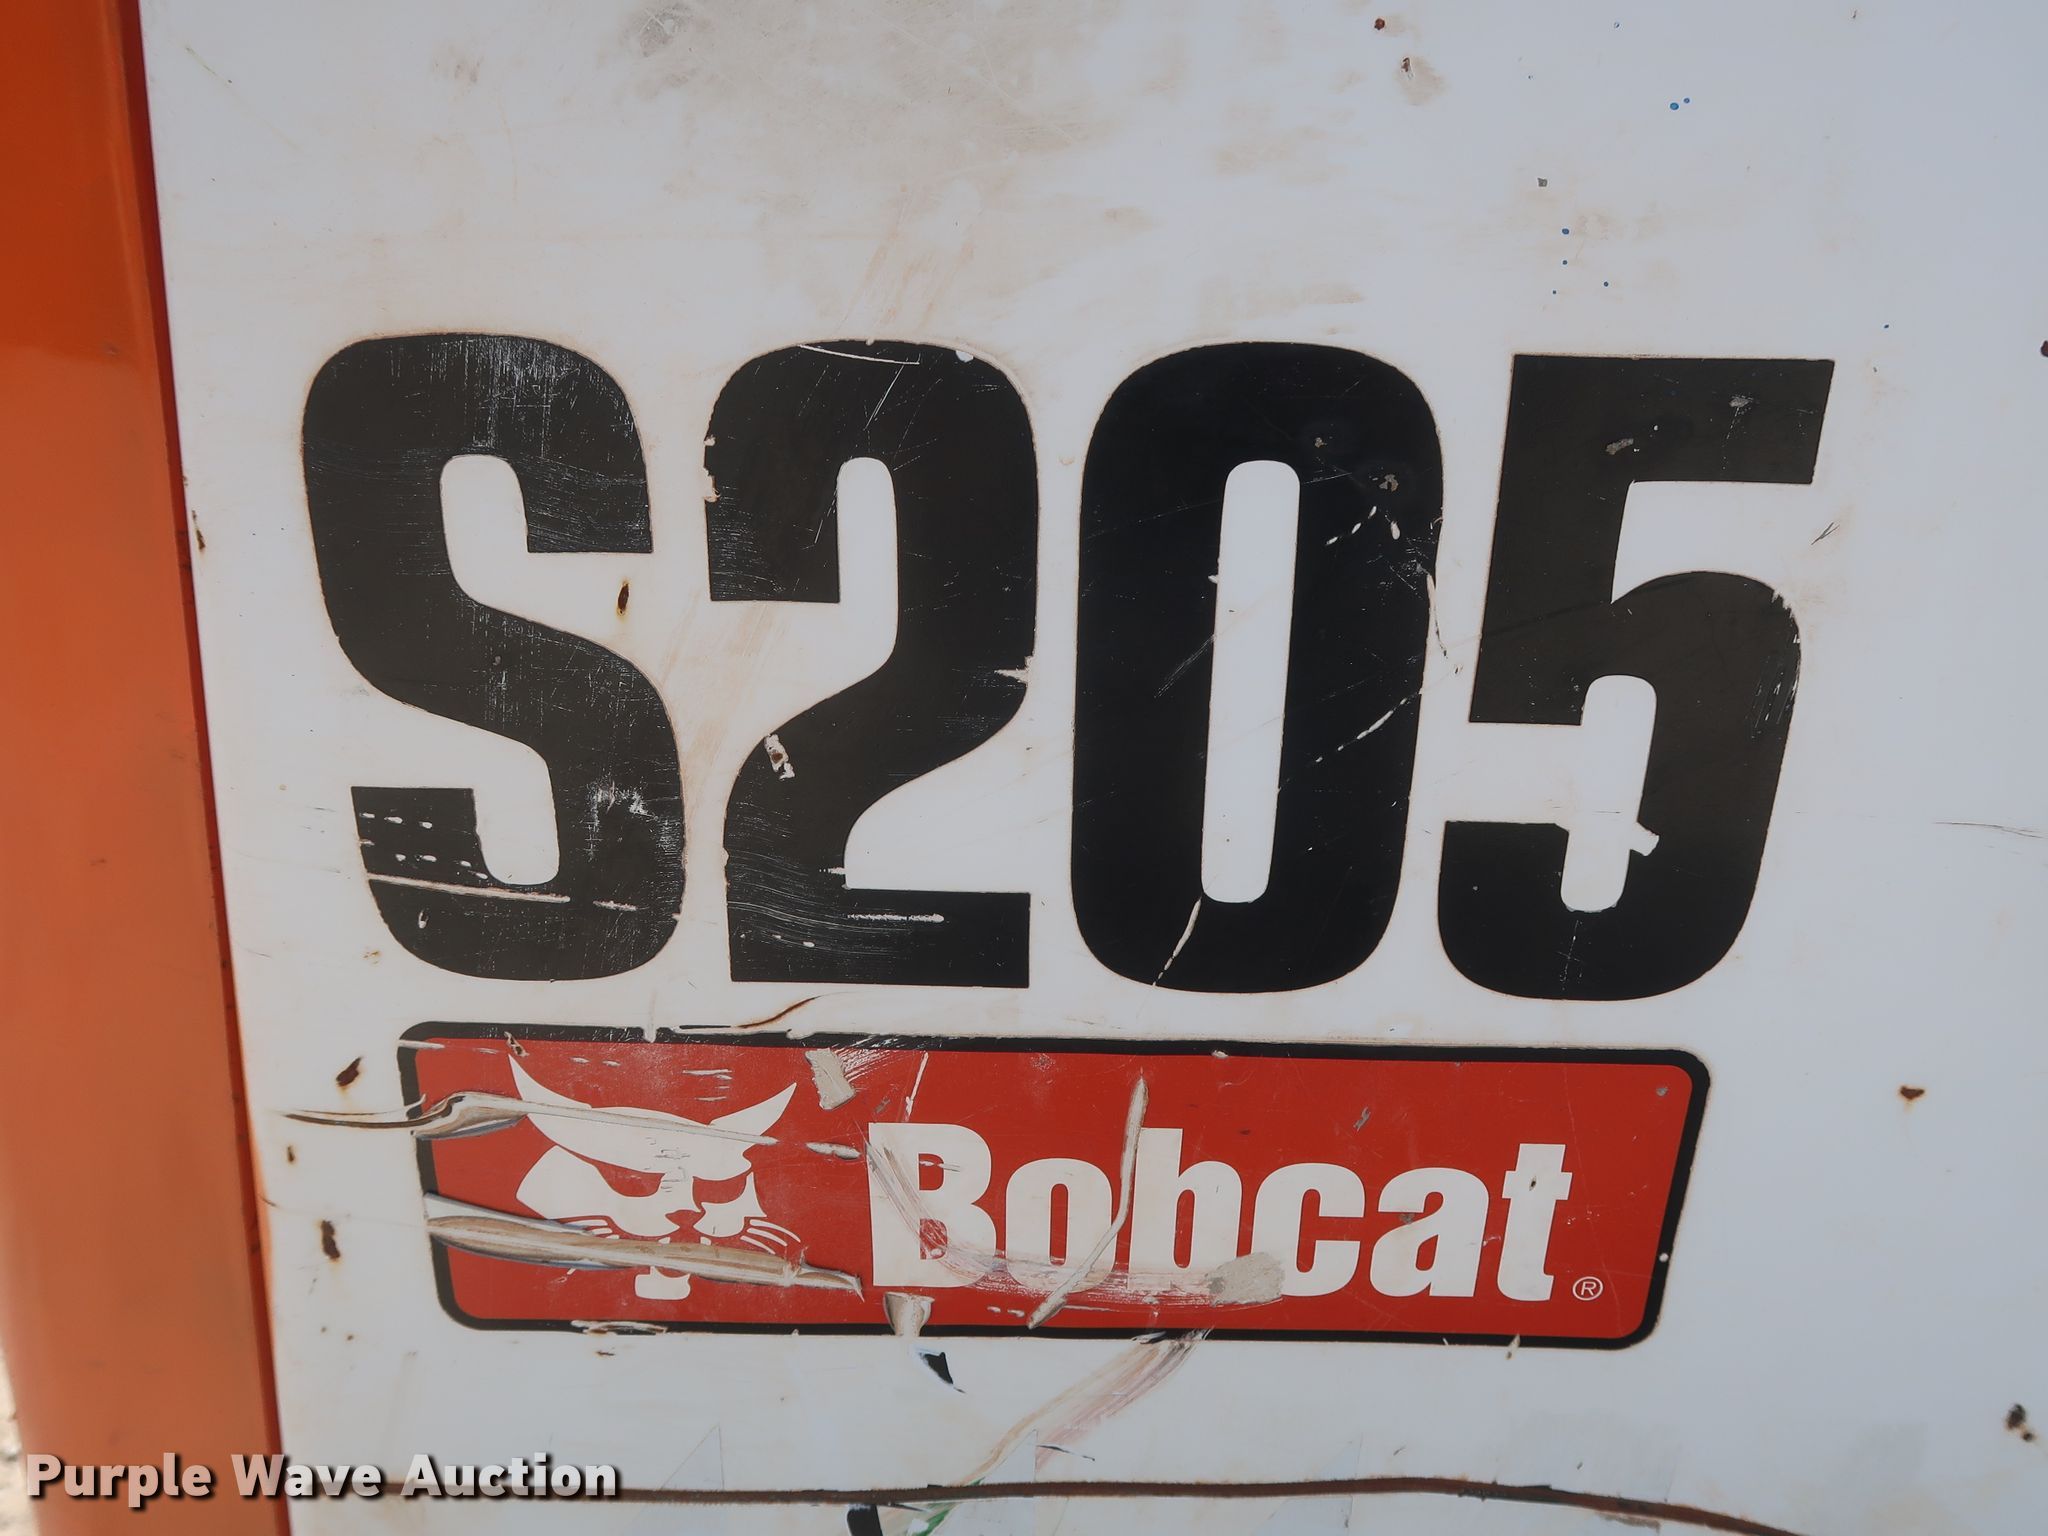 S205
Bobcat®
Purple Wave Auction